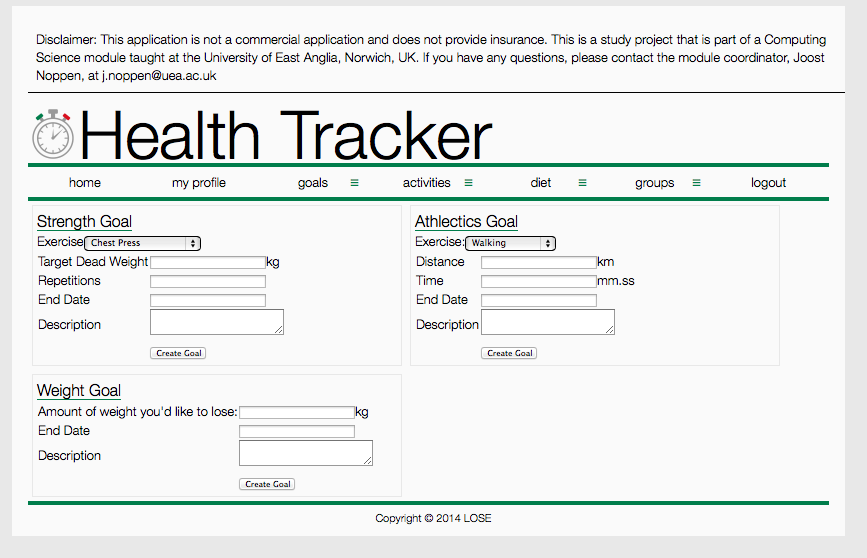 Disclaimer: This application is not a commercial application and does not provide insurance. This is a study project that is part of a Computing
Science module taught at the University of East Anglia, Norwich, UK. If you have any questions, please contact the module coordinator, Joost
Noppen, at j.noppen@uea.ac.uk
Health Tracker
home my profile goals ≡ activities ≡ diet ≡ groups ≡ logout
Strength Goal
Exercise Chest Press
Target Dead Weight kg
Repetitions
End Date
Description
Create Goal
Athlectics Goal
Exercise: Walking
Distance km
Time mm.ss
End Date
Description
Create Goal
Weight Goal
Amount of weight you'd like to lose: kg
End Date
Description
Create Goal
Copyright © 2014 LOSE